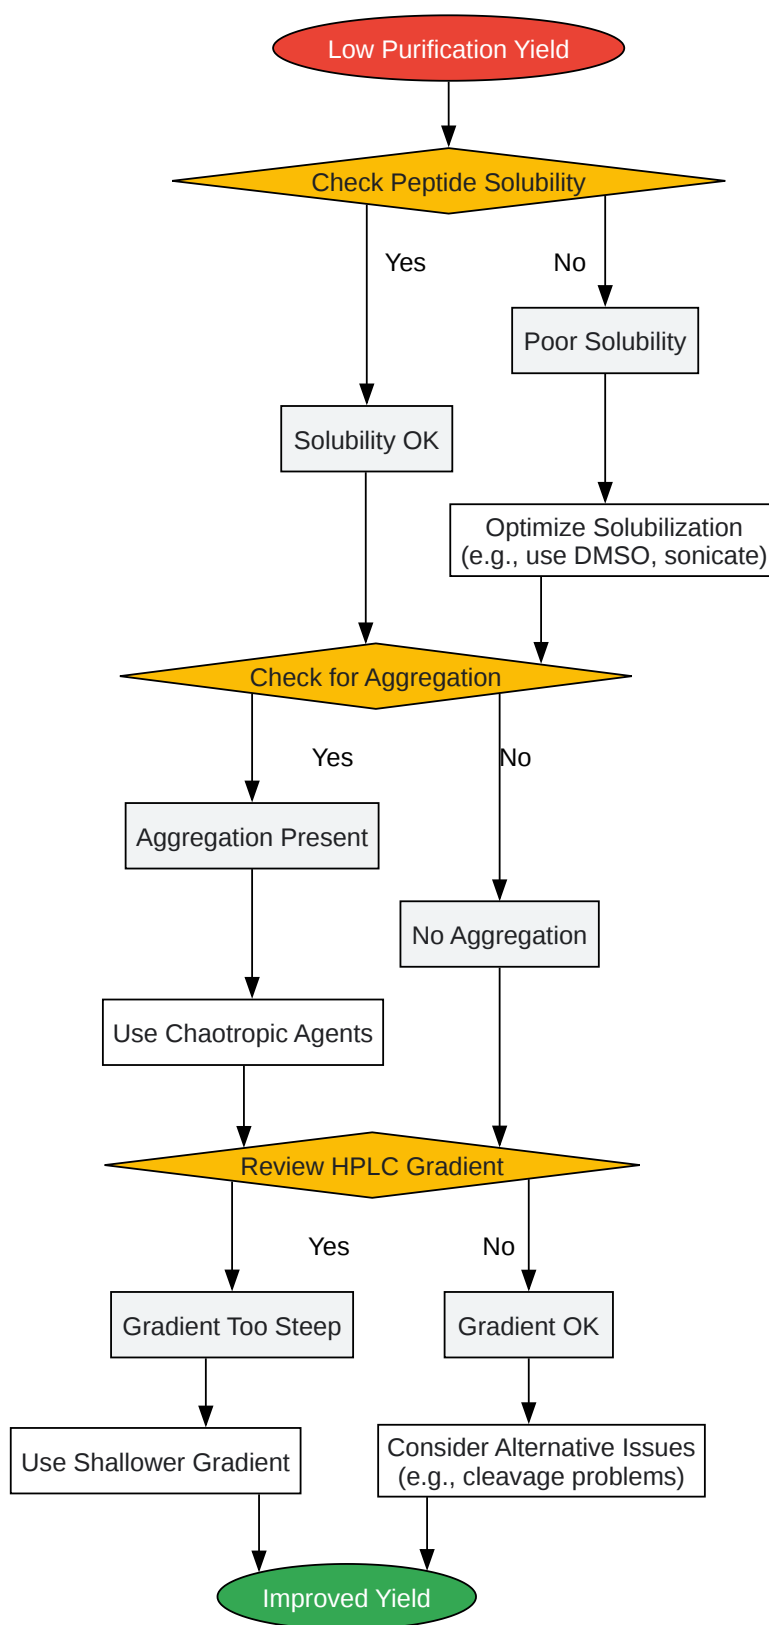 Low Purification Yield
Check Peptide Solubility
Yes
No
Poor Solubility
Solubility OK
Optimize Solubilization
(e.g., use DMSO, sonicate)
Check for Aggregation
Yes
No
Aggregation Present
No Aggregation
Use Chaotropic Agents
Review HPLC Gradient
Yes
No
Gradient Too Steep
Gradient OK
Use Shallower Gradient
Consider Alternative Issues
(e.g., cleavage problems)
Improved Yield